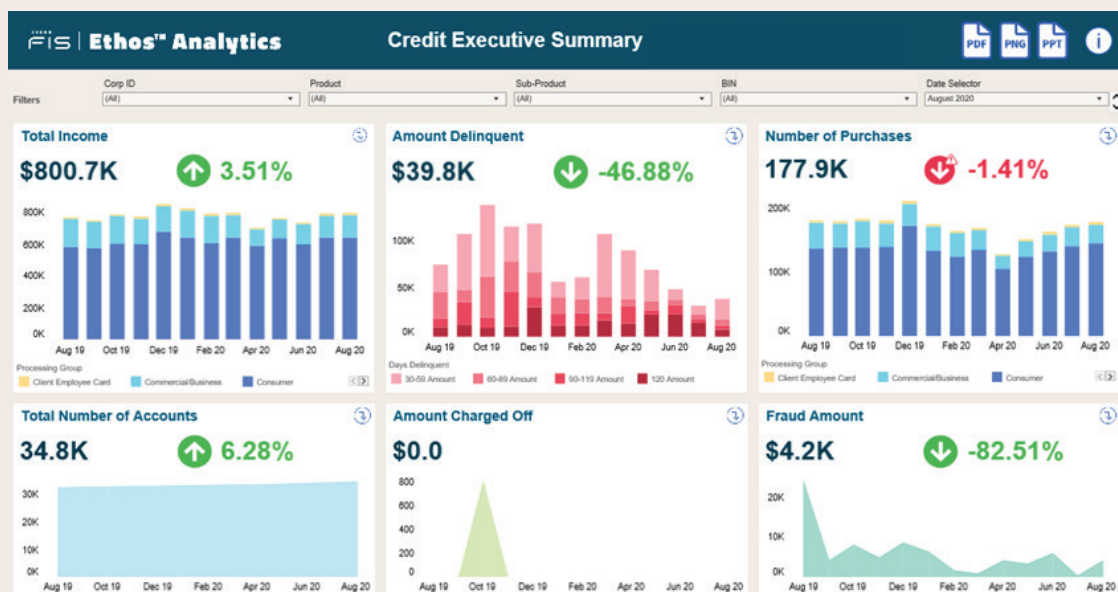 FIS | Ethos™ Analytics
Credit Executive Summary
PDF PNG PPT i
Filters
Corp ID
(All)
Product
(All)
Sub-Product
(All)
BIN
(All)
Date Selector
August 2020
Total Income
$800.7K 3.51%
800K
600K
400K
200K
0K
Aug 19 Oct 19 Dec 19 Feb 20 Apr 20 Jun 20 Aug 20
Processing Group
Client Employee Card Commercial/Business Consumer
Amount Delinquent
$39.8K -46.88%
100K
50K
0K
Aug 19 Oct 19 Dec 19 Feb 20 Apr 20 Jun 20 Aug 20
Days Delinquent
30-59 Amount 60-89 Amount 90-119 Amount 120 Amount
Number of Purchases
177.9K -1.41%
200K
100K
0K
Aug 19 Oct 19 Dec 19 Feb 20 Apr 20 Jun 20 Aug 20
Processing Group
Client Employee Card Commercial/Business Consumer
Total Number of Accounts
34.8K 6.28%
30K
20K
10K
0K
Aug 19 Oct 19 Dec 19 Feb 20 Apr 20 Jun 20 Aug 20
Amount Charged Off
$0.0
800
600
400
200
0
Aug 19 Oct 19 Dec 19 Feb 20 Apr 20 Jun 20 Aug 20
Fraud Amount
$4.2K -82.51%
20K
10K
0K
Aug 19 Oct 19 Dec 19 Feb 20 Apr 20 Jun 20 Aug 20